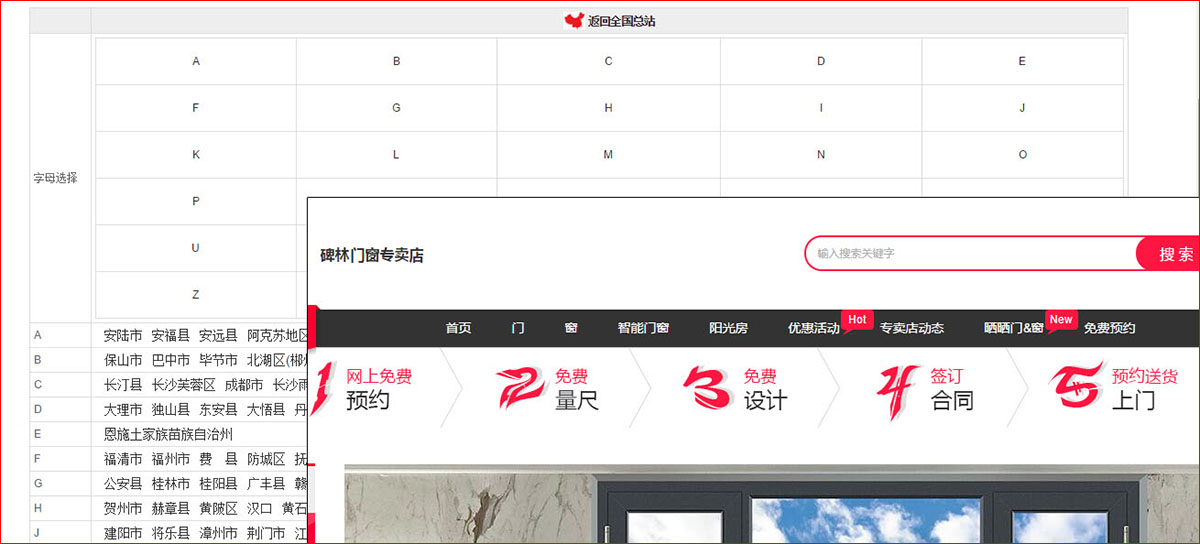 返回全国总站
A B C D E
F G H I J
字母选择
K L M N O
P
U
Z
A 安陆市 安福县 安远县 阿克苏地区
B 保山市 巴中市 毕节市 北湖区(郴
C 长汀县 长沙芙蓉区 成都市 长沙雨
D 大理市 独山县 东安县 大悟县 丹
E 恩施土家族苗族自治州
F 福清市 福州市 费 县 防城区 抚
G 公安县 桂林市 桂阳县 广丰县 赣
H 贺州市 赫章县 黄陂区 汉口 黄石
J 建阳市 将乐县 漳州市 荆门市 江
碑林门窗专卖店
输入搜索关键字
搜 索
首页 门 窗 智能门窗 阳光房 优惠活动 Hot 专卖店动态 晒晒门&窗 New 免费预约
1 网上免费
预约
2 免费
量尺
3 免费
设计
4 签订
合同
5 预约送货
上门